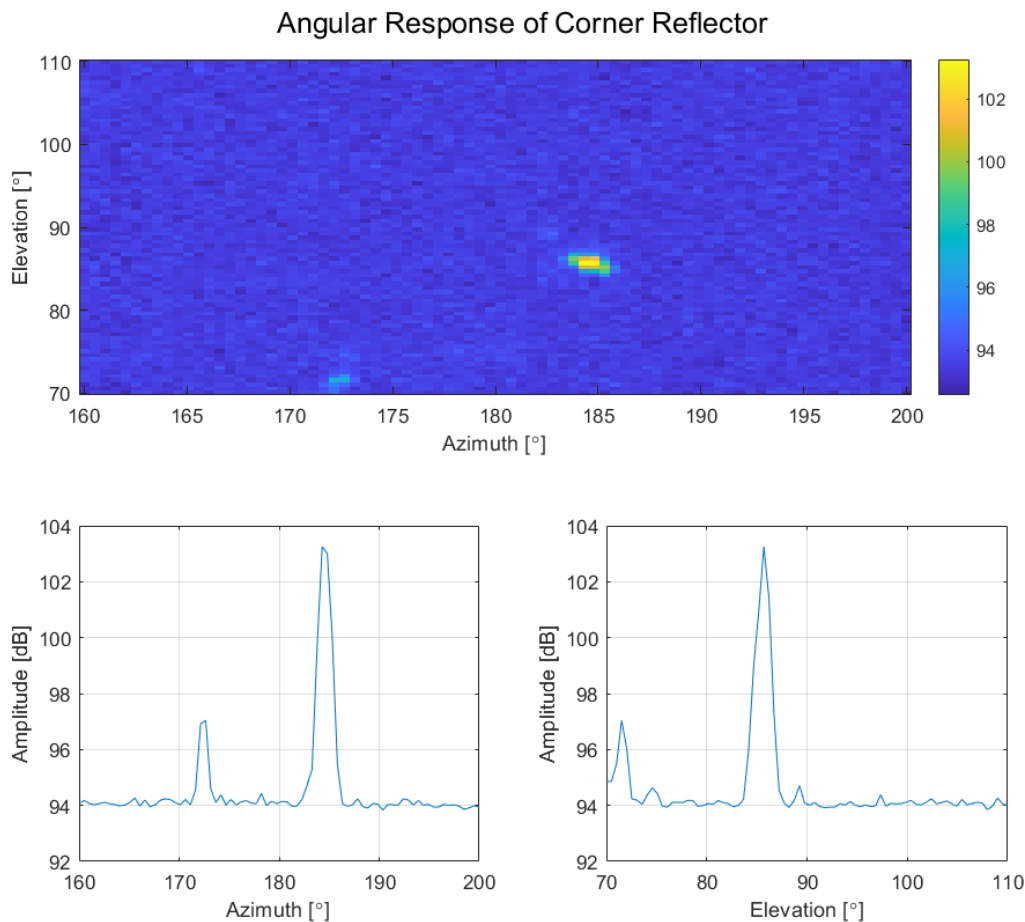 Angular Response of Corner Reflector
110
100
90
80
70
Elevation [°]
160 165 170 175 180 185 190 195 200
Azimuth [°]
102
100
98
96
94
104
102
100
98
96
94
92
Amplitude [dB]
160 170 180 190 200
Azimuth [°]
104
102
100
98
96
94
92
Amplitude [dB]
70 80 90 100 110
Elevation [°]